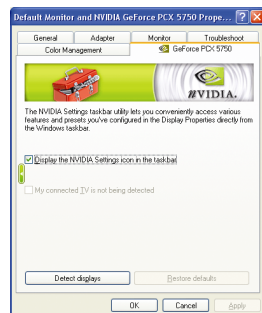 Default Monitor and NVIDIA GeForce PCX 5750 Prope...
General Adapter Monitor Troubleshoot
Color Management GeForce PCX 5750
NVIDIA.
The NVIDIA Settings taskbar utility lets you conveniently access various
features and presets you've configured in the Display Properties directly from
the Windows taskbar.
Display the NVIDIA Settings icon in the taskbar
My connected TV is not being detected
Detect displays Restore defaults
OK Cancel Apply